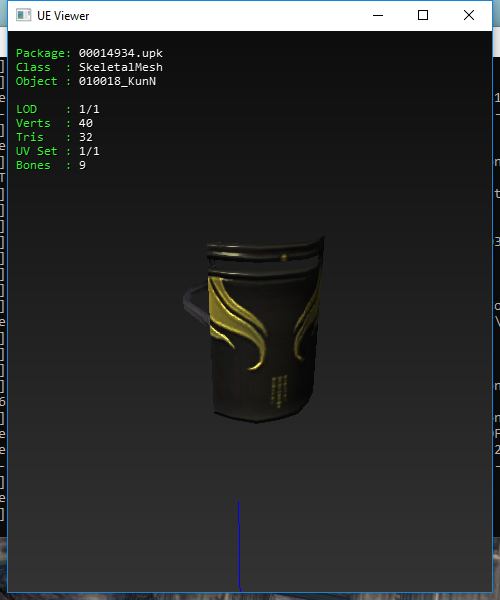 UE Viewer
Package: 00014934.upk
Class : SkeletalMesh
Object : 010018_KunN
LOD : 1/1
Verts : 40
Tris : 32
UV Set : 1/1
Bones : 9